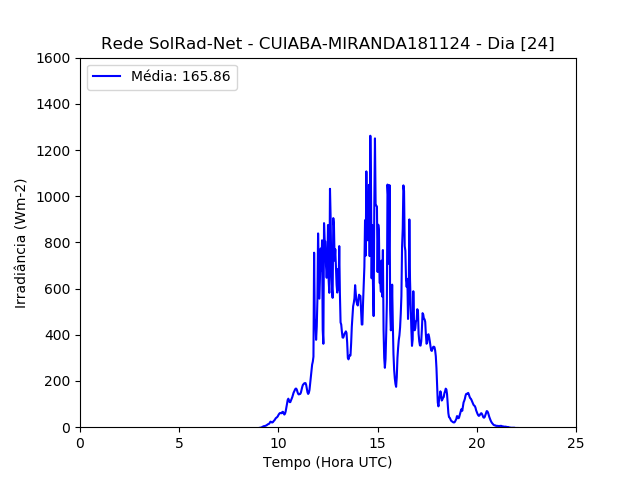 Rede SolRad-Net - CUIABA-MIRANDA181124 - Dia [24]
Média: 165.86
Irradiância (Wm-2)
1600
1400
1200
1000
800
600
400
200
0
0 5 10 15 20 25
Tempo (Hora UTC)